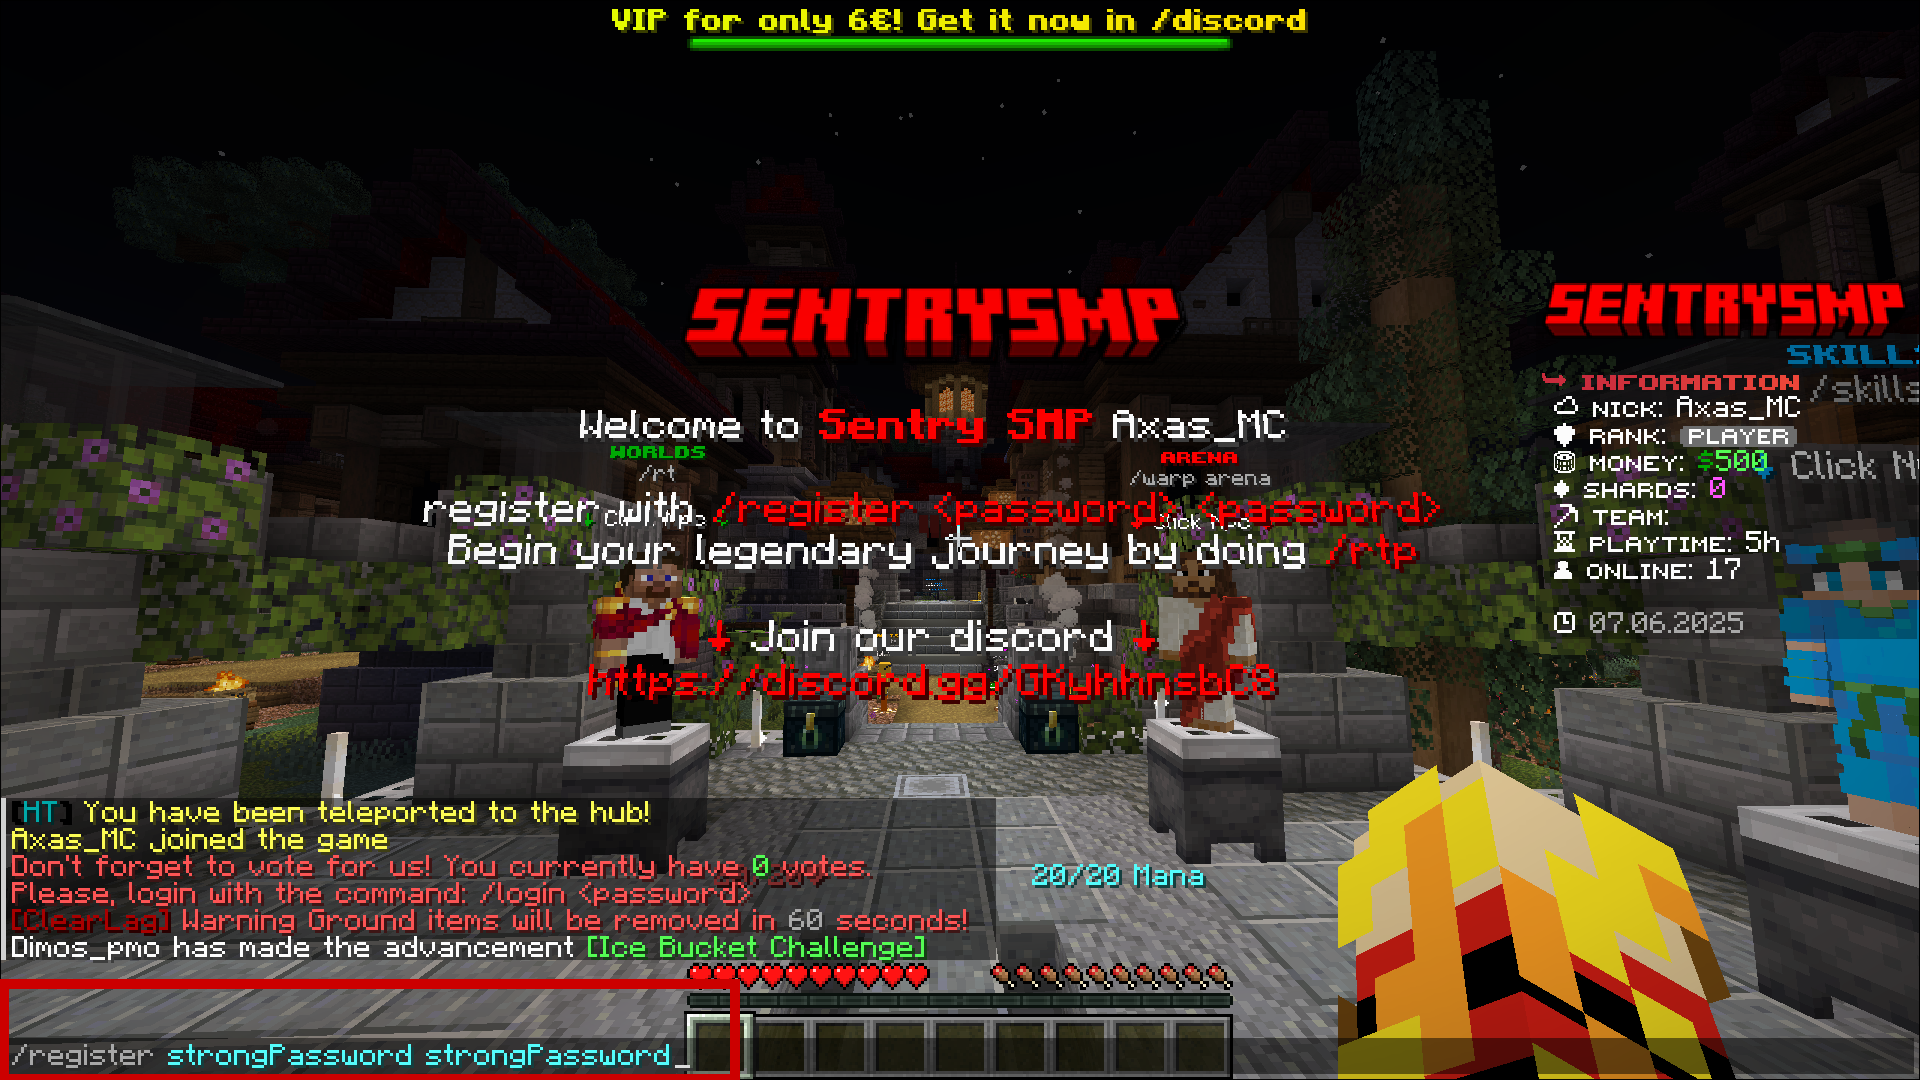 VIP for only 6€! Get it now in /discord
SENTRYSMP
Welcome to Sentry SMP Axas_MC
WORLDS
/rt
ARENA
/warp arena
register with /register <password> <password>
Begin your legendary journey by doing /rtp
↓ Join our discord ↓
https://discord.gg/GKyhhnsbC8
SENTRYSMP
SKILLS
INFORMATION
/skills
NICK: Axas_MC
RANK: PLAYER
MONEY: $500
Click
SHARDS: 0
TEAM:
PLAYTIME: 5h
ONLINE: 17
07.06.2025
[HT] You have been teleported to the hub!
Axas_MC joined the game
Don't forget to vote for us! You currently have 0 votes.
Please, login with the command: /login <password>
[ClearLag] Warning Ground items will be removed in 60 seconds!
Dimos_pmo has made the advancement [Ice Bucket Challenge]
20/20 Mana
/register strongPassword strongPassword_